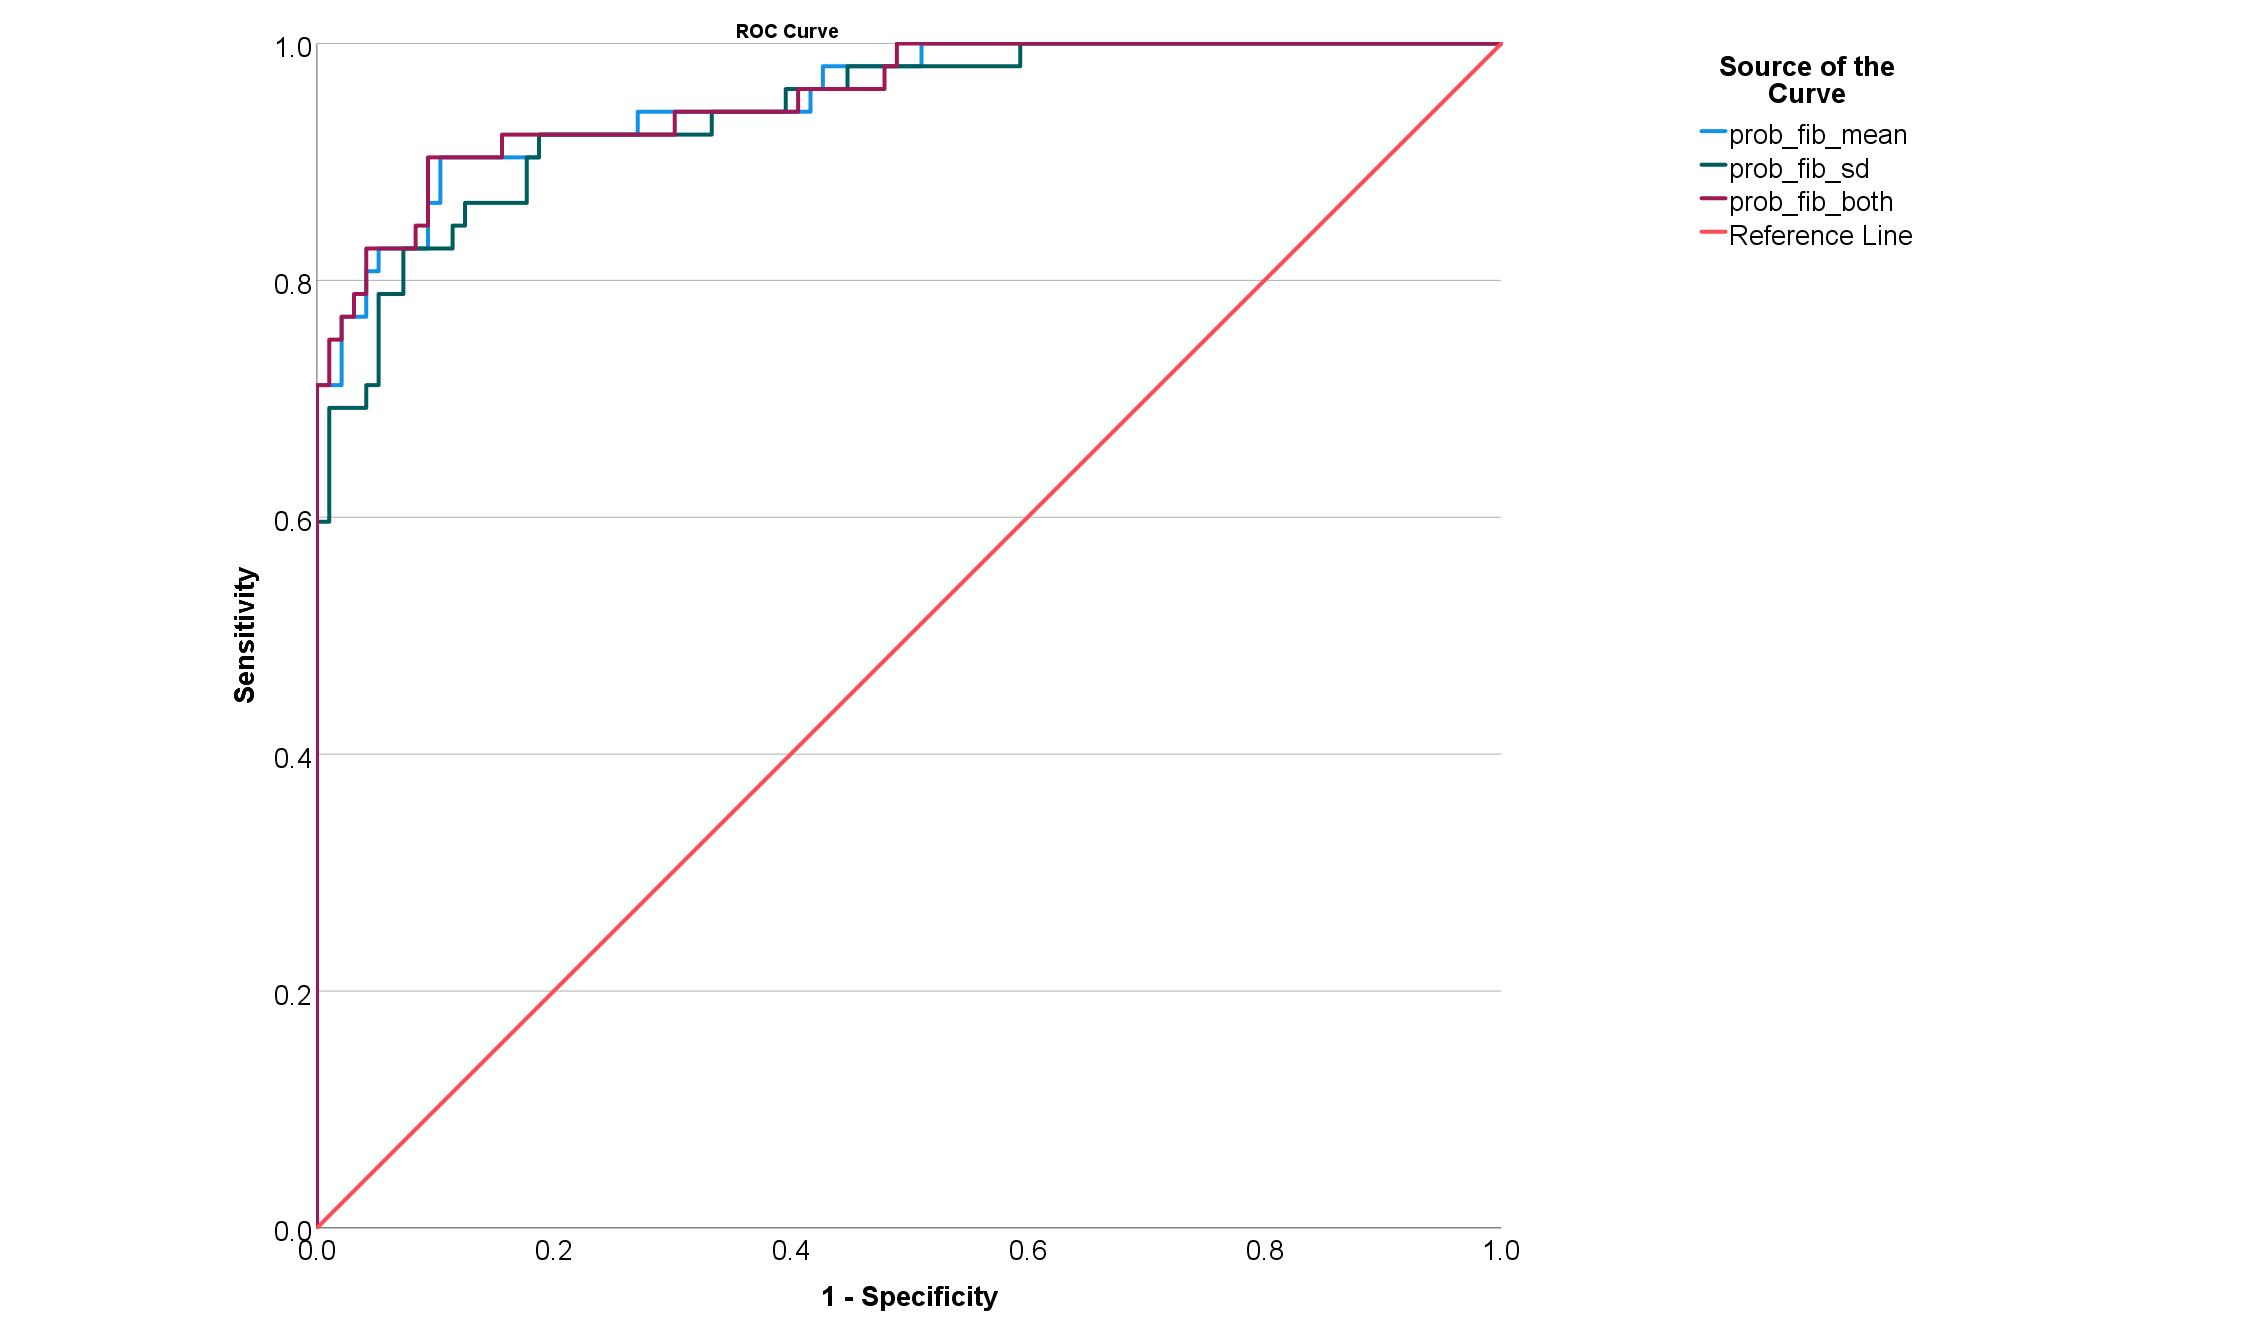 ROC Curve
1.0
0.8
0.6
0.4
0.2
0.0
Sensitivity
0.0 0.2 0.4 0.6 0.8 1.0
1 - Specificity
Source of the
Curve
prob_fib_mean
prob_fib_sd
prob_fib_both
Reference Line